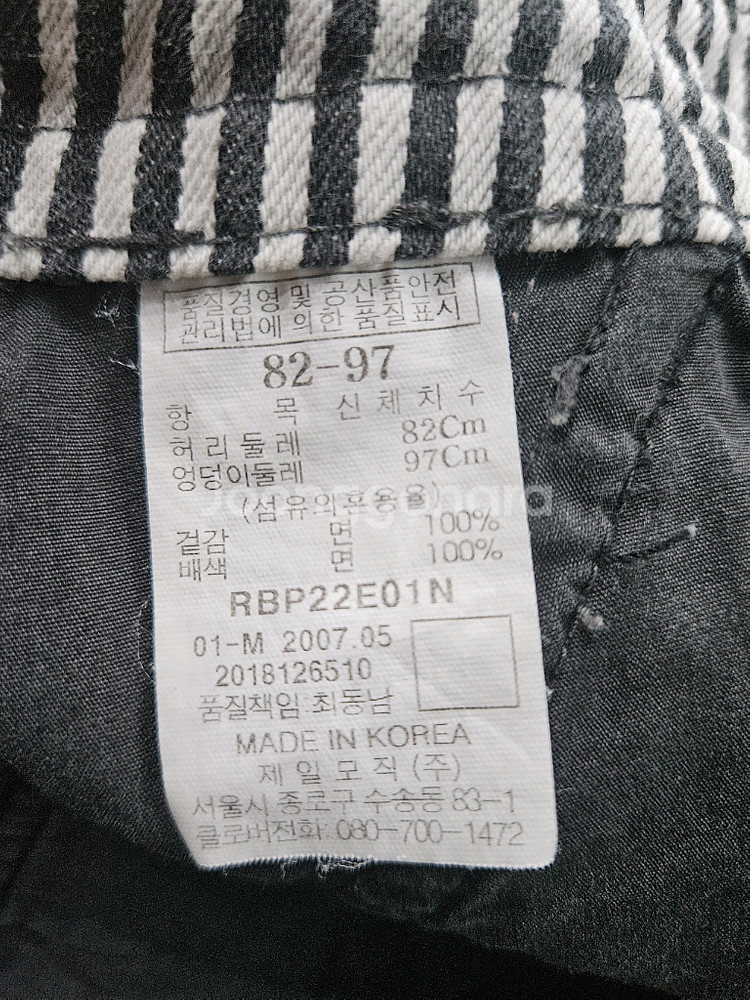 품질경영 및 공산품안전
관리법에 의한 품질표시
82-97
항 목 신체치수
허리둘레 82Cm
엉덩이둘레 97Cm
(섬유의혼용율)
겉감 면 100%
배색 면 100%
RBP22E01N
01-M 2007.05
2018126510
품질책임:최동남
MADE IN KOREA
제일모직(주)
서울시 종로구 수송동 83-1
클로버전화: 080-700-1472